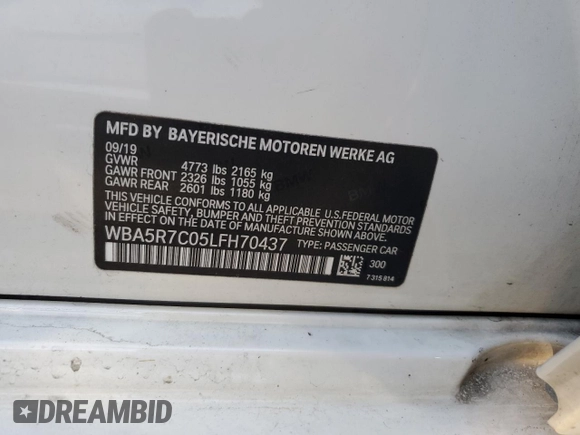 MFD BY BAYERISCHE MOTOREN WERKE AG
09/19
GVWR 4773 lbs 2165 kg
GAWR FRONT 2326 lbs 1055 kg
GAWR REAR 2601 lbs 1180 kg
THIS VEHICLE CONFORMS TO ALL APPLICABLE U.S.FEDERAL MOTOR
VEHICLE SAFETY, BUMPER, AND THEFT PREVENTION STANDARDS
IN EFFECT ON THE DATE OF MANUFACTURE SHOWN ABOVE.
WBA5R7C05LFH70437 TYPE: PASSENGER CAR
300
7 315 814
DREAMBID